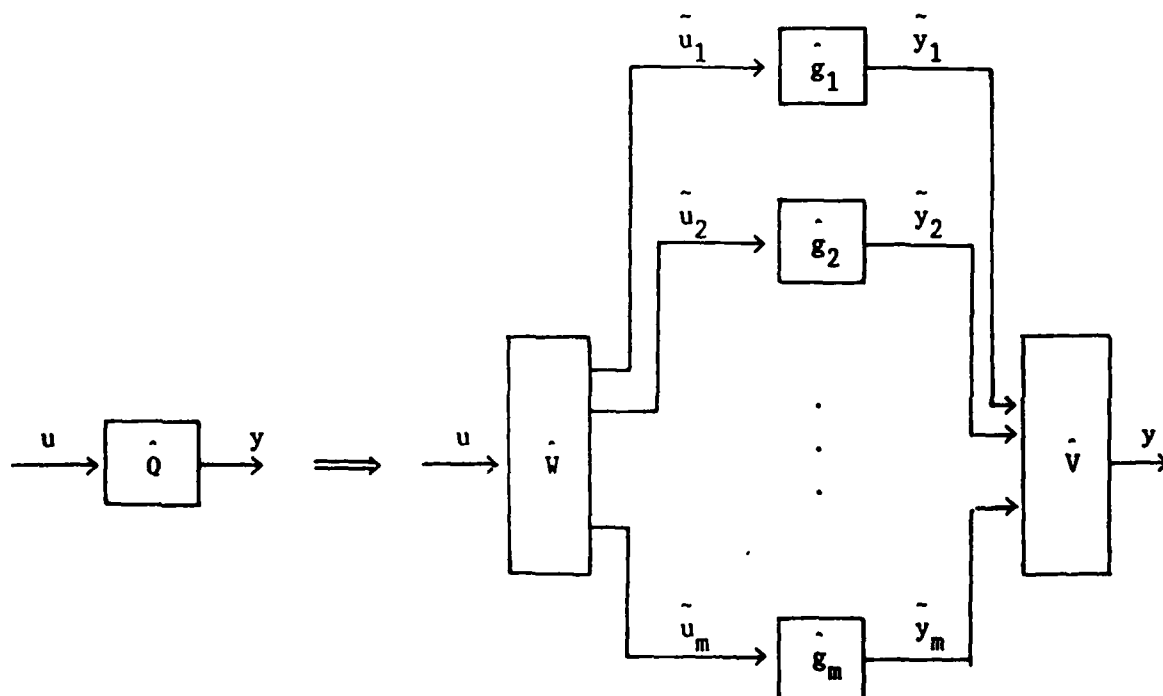 ũ₁ ĝ₁ ỹ₁
ũ₂ ĝ₂ ỹ₂
u Q̂ y ⟹ u Ŵ V̂ y
ũₘ ĝₘ ỹₘ